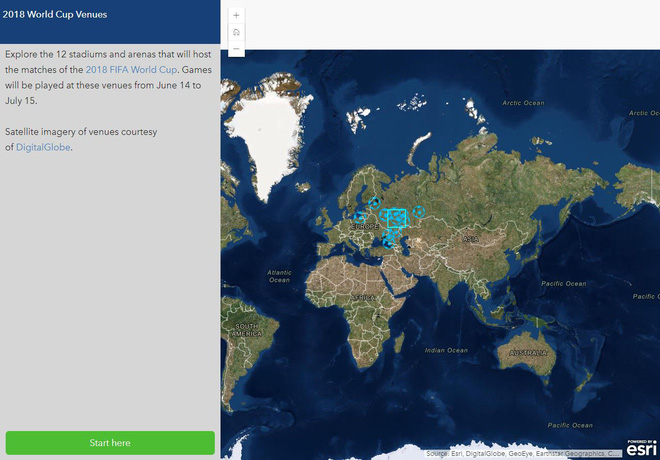 2018 World Cup Venues
Explore the 12 stadiums and arenas that will host
the matches of the 2018 FIFA World Cup. Games
will be played at these venues from June 14 to
July 15.
Satellite imagery of venues courtesy
of DigitalGlobe.
Start here
+
−
Arctic Ocean
Arctic Oc
EUROPE
ASIA
Atlantic
Ocean
Pacific Ocean
Pacific O
AFRICA
SOUTH
AMERICA
Indian Ocean
AUSTRALIA
Pacific Ocean
POWERED BY
esri
Source: Esri, DigitalGlobe, GeoEye, Earthstar Geographics, C...